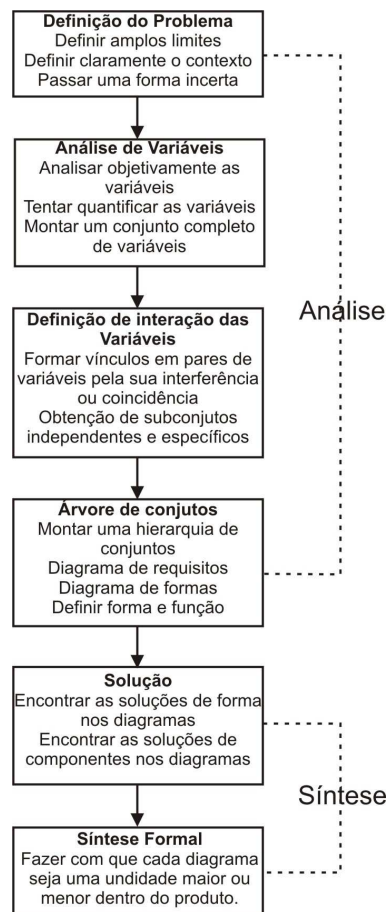 Definição do Problema
Definir amplos limites
Definir claramente o contexto
Passar uma forma incerta
Análise de Variáveis
Analisar objetivamente as
variáveis
Tentar quantificar as variáveis
Montar um conjunto completo
de variáveis
Definição de interação das
Variáveis
Formar vínculos em pares de
variáveis pela sua interferência
ou coincidência
Obtenção de subconjutos
independentes e específicos
Árvore de conjutos
Montar uma hierarquia de
conjuntos
Diagrama de requisitos
Diagrama de formas
Definir forma e função
Análise
Solução
Encontrar as soluções de forma
nos diagramas
Encontrar as soluções de
componentes nos diagramas
Síntese Formal
Fazer com que cada diagrama
seja uma undidade maior ou
menor dentro do produto.
Síntese